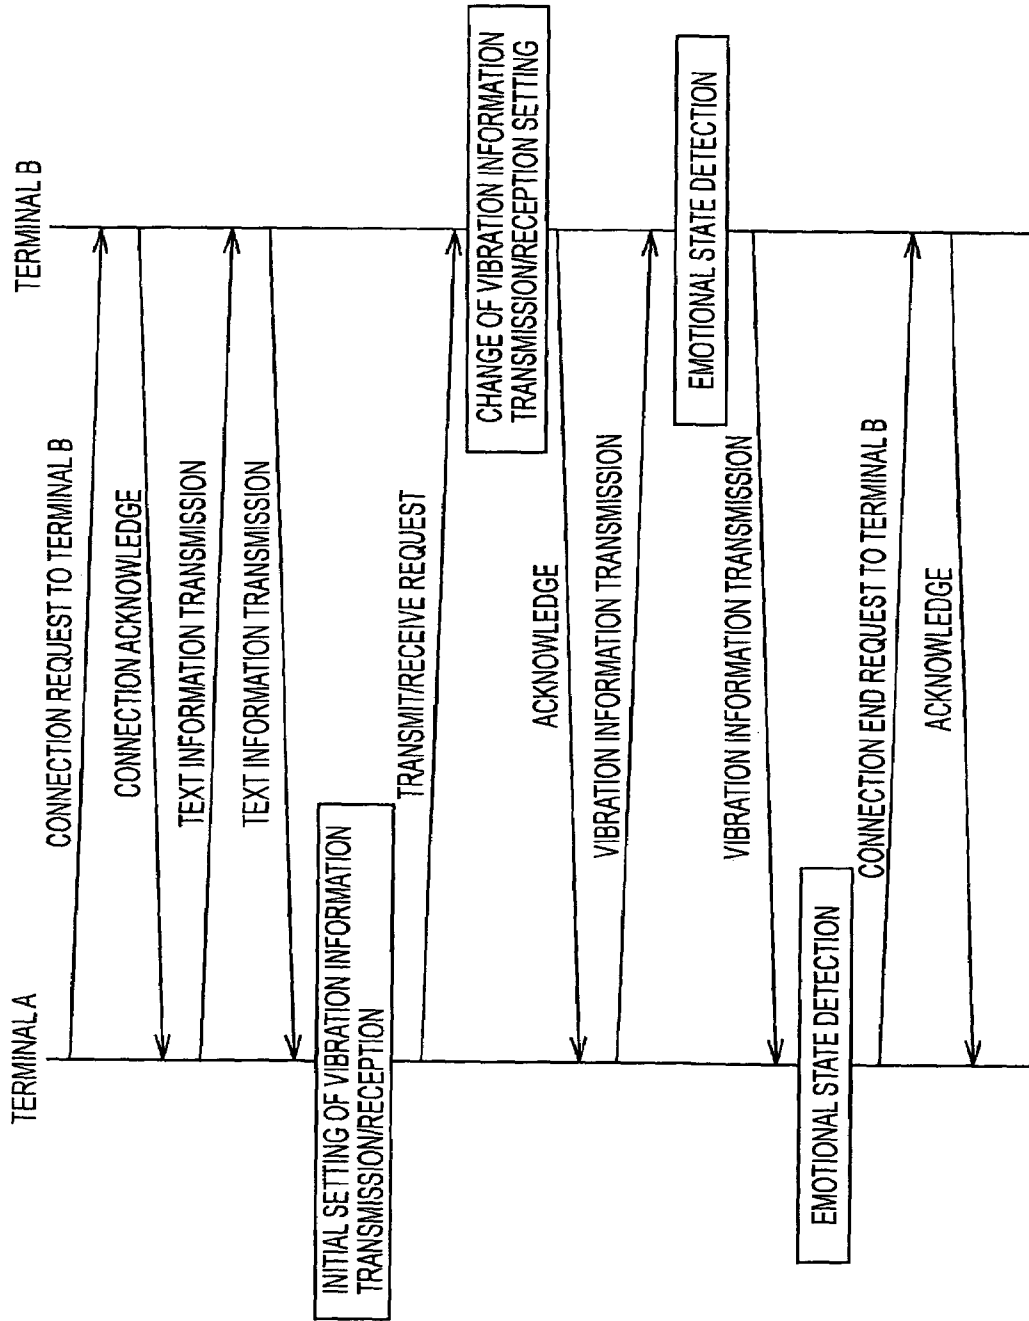 TERMINAL A
TERMINAL B
CONNECTION REQUEST TO TERMINAL B
CONNECTION ACKNOWLEDGE
TEXT INFORMATION TRANSMISSION
TEXT INFORMATION TRANSMISSION
INITIAL SETTING OF VIBRATION INFORMATION
TRANSMISSION/RECEPTION
TRANSMIT/RECEIVE REQUEST
CHANGE OF VIBRATION INFORMATION
TRANSMISSION/RECEPTION SETTING
ACKNOWLEDGE
VIBRATION INFORMATION TRANSMISSION
EMOTIONAL STATE DETECTION
VIBRATION INFORMATION TRANSMISSION
EMOTIONAL STATE DETECTION
CONNECTION END REQUEST TO TERMINAL B
ACKNOWLEDGE